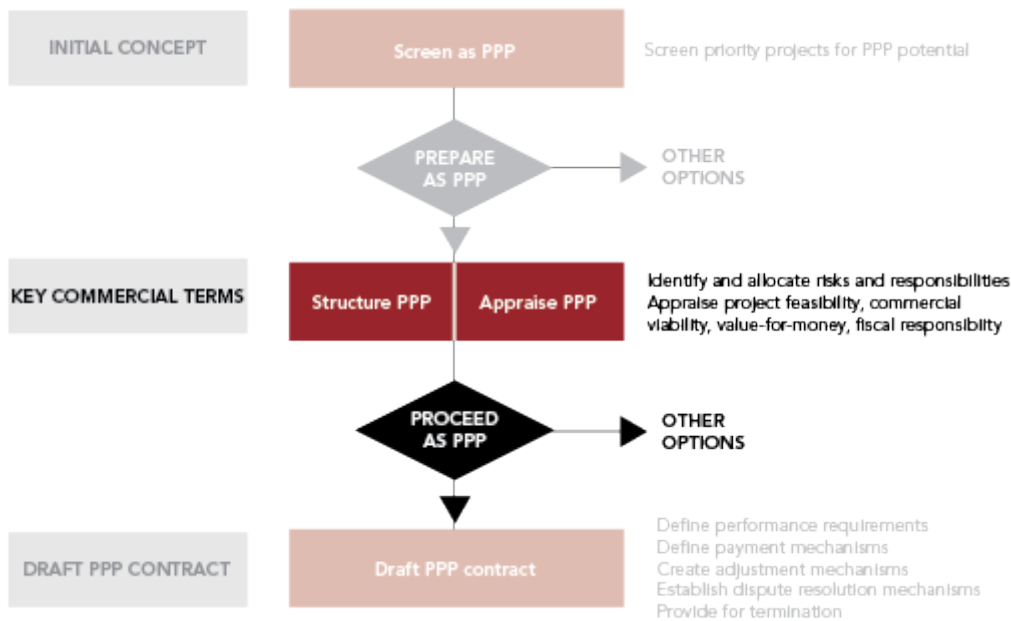 INITIAL CONCEPT
Screen as PPP
Screen priority projects for PPP potential
PREPARE
AS PPP
OTHER
OPTIONS
KEY COMMERCIAL TERMS
Structure PPP
Appraise PPP
Identify and allocate risks and responsibilities
Appraise project feasibility, commercial
viability, value-for-money, fiscal responsiblity
PROCEED
AS PPP
OTHER
OPTIONS
DRAFT PPP CONTRACT
Draft PPP contract
Define performance requirements
Define payment mechanisms
Create adjustment mechanisms
Establish dispute resolution mechanisms
Provide for termination